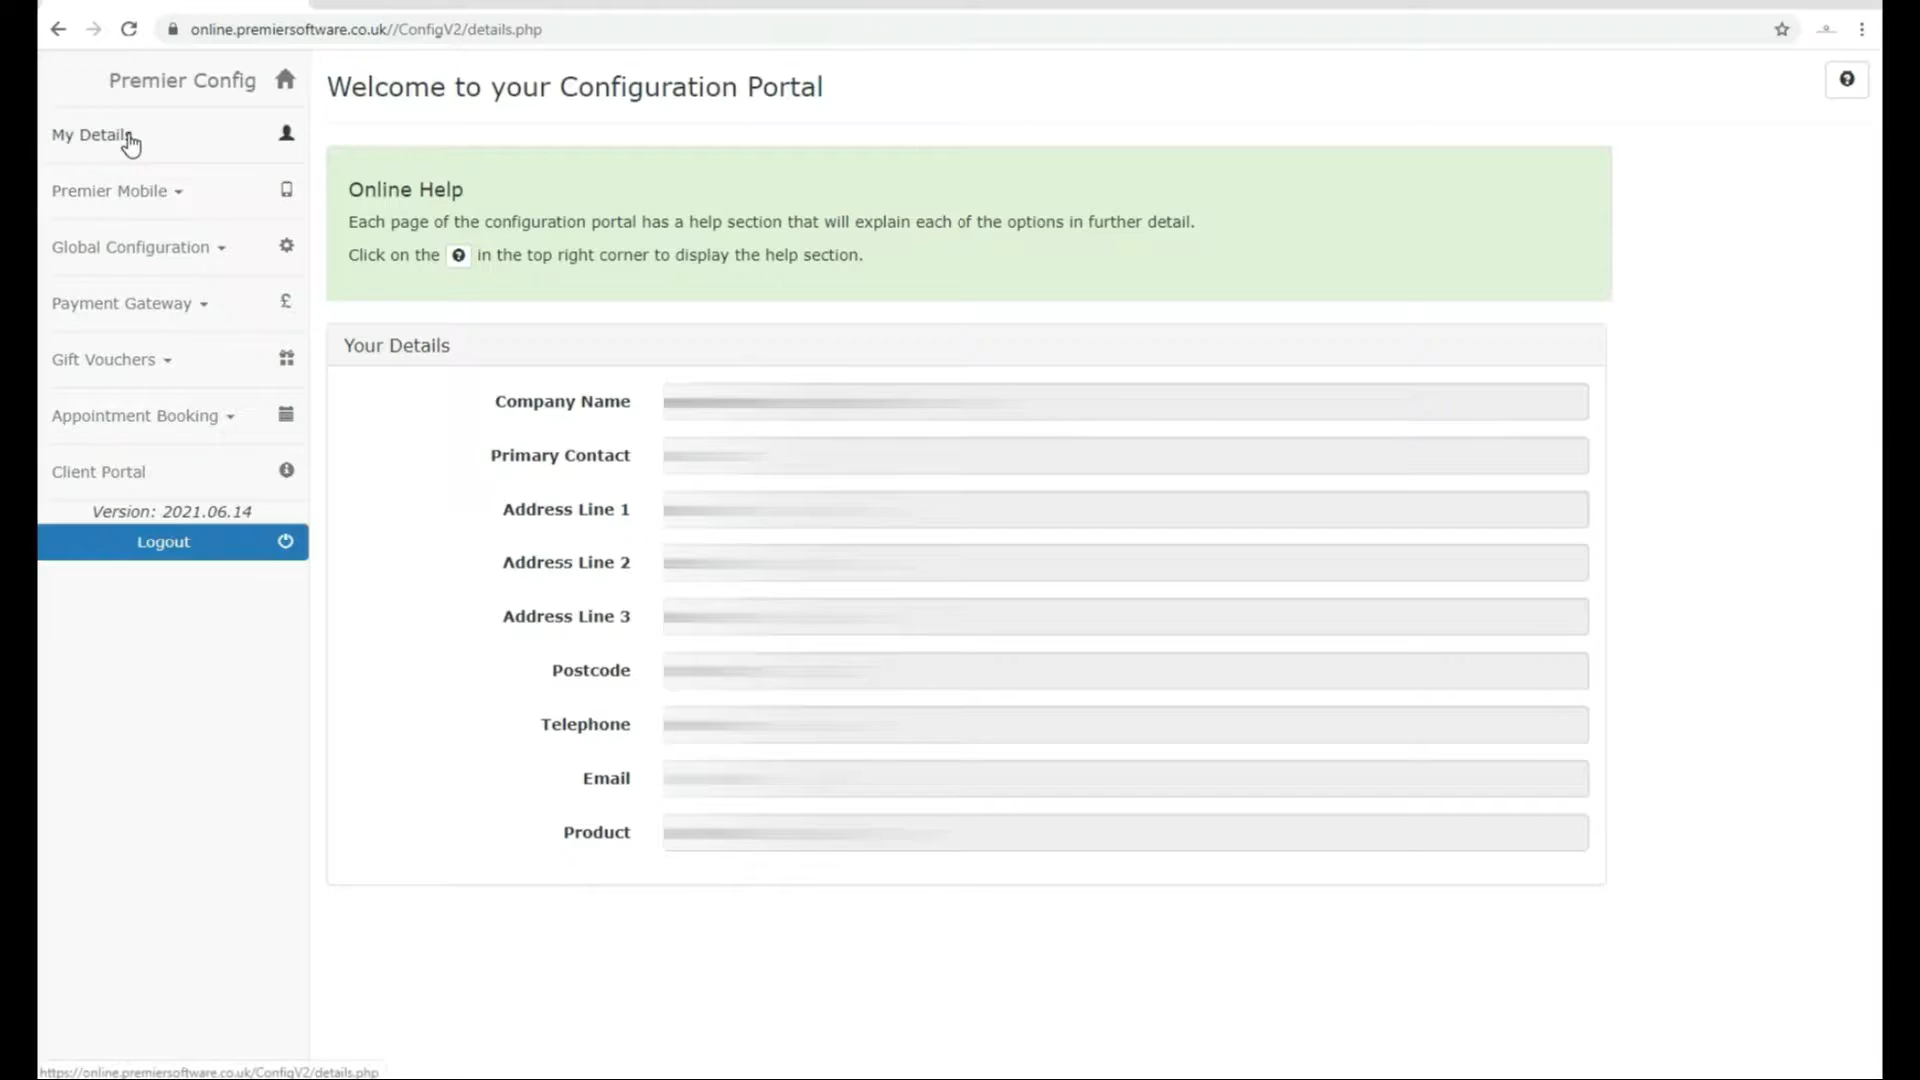 online.premiersoftware.co.uk//ConfigV2/details.php
Premier Config
Welcome to your Configuration Portal
My Details
Premier Mobile
Global Configuration
Payment Gateway
£
Gift Vouchers
Appointment Booking
Client Portal
Version: 2021.06.14
Logout
Online Help
Each page of the configuration portal has a help section that will explain each of the options in further detail.
Click on the ? in the top right corner to display the help section.
Your Details
Company Name
Primary Contact
Address Line 1
Address Line 2
Address Line 3
Postcode
Telephone
Email
Product
https://online.premiersoftware.co.uk/ConfigV2/details.php